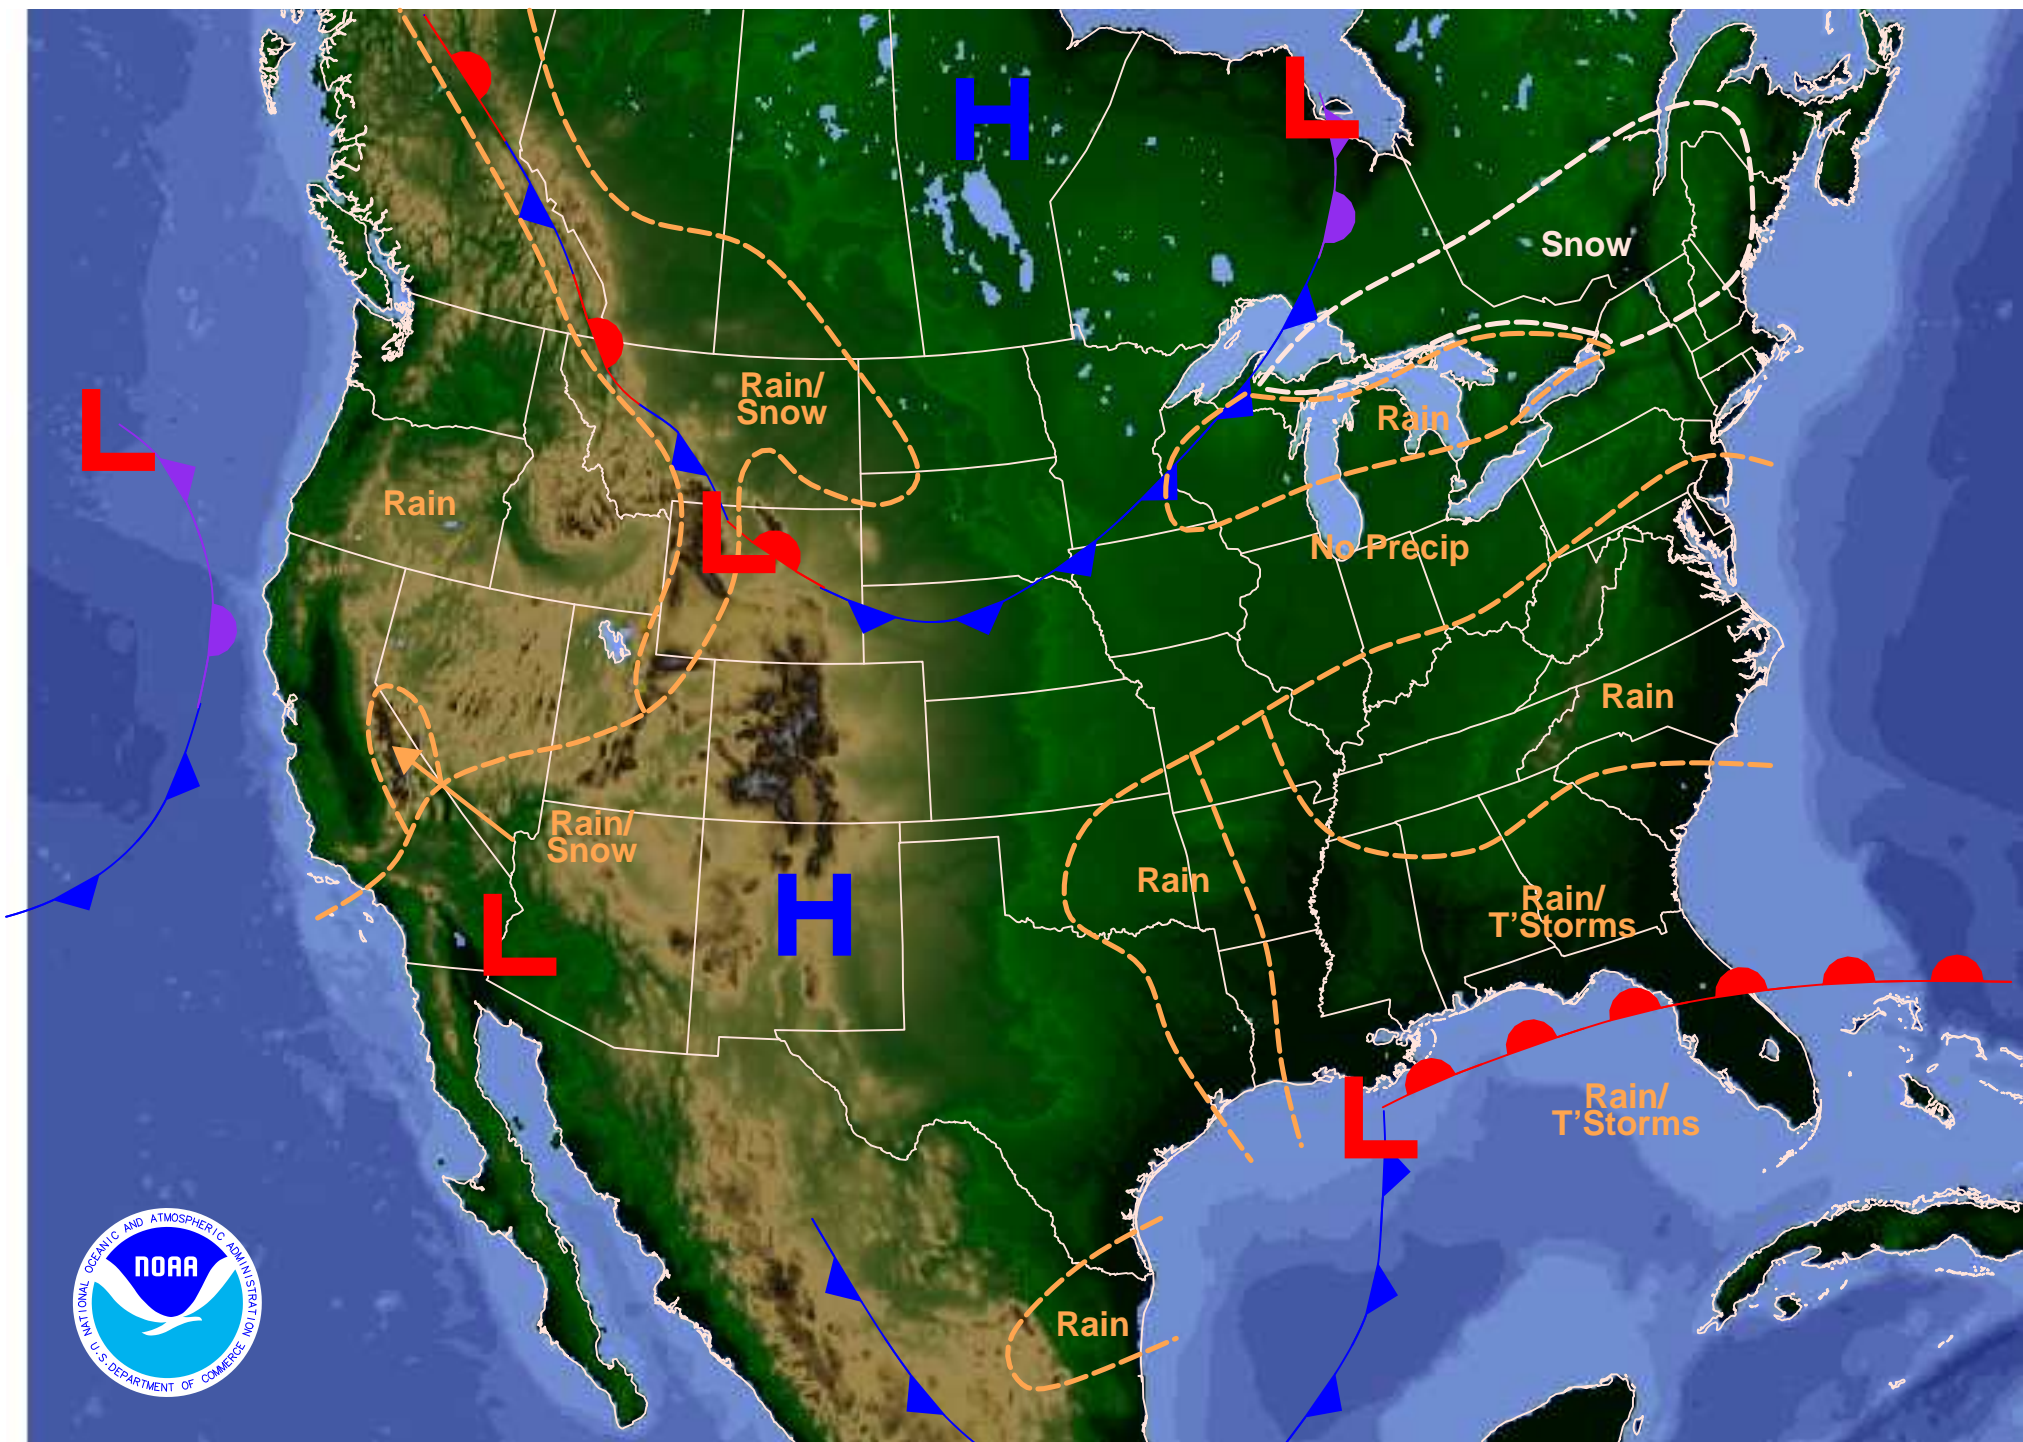 H
L
Snow
L
Rain/
Snow
Rain
Rain
L
No Precip
Rain
Rain/
Snow
Rain
H
Rain/
T'Storms
L
L
Rain/
T'Storms
Rain
NATIONAL OCEANIC AND ATMOSPHERIC ADMINISTRATION
NOAA
U.S. DEPARTMENT OF COMMERCE